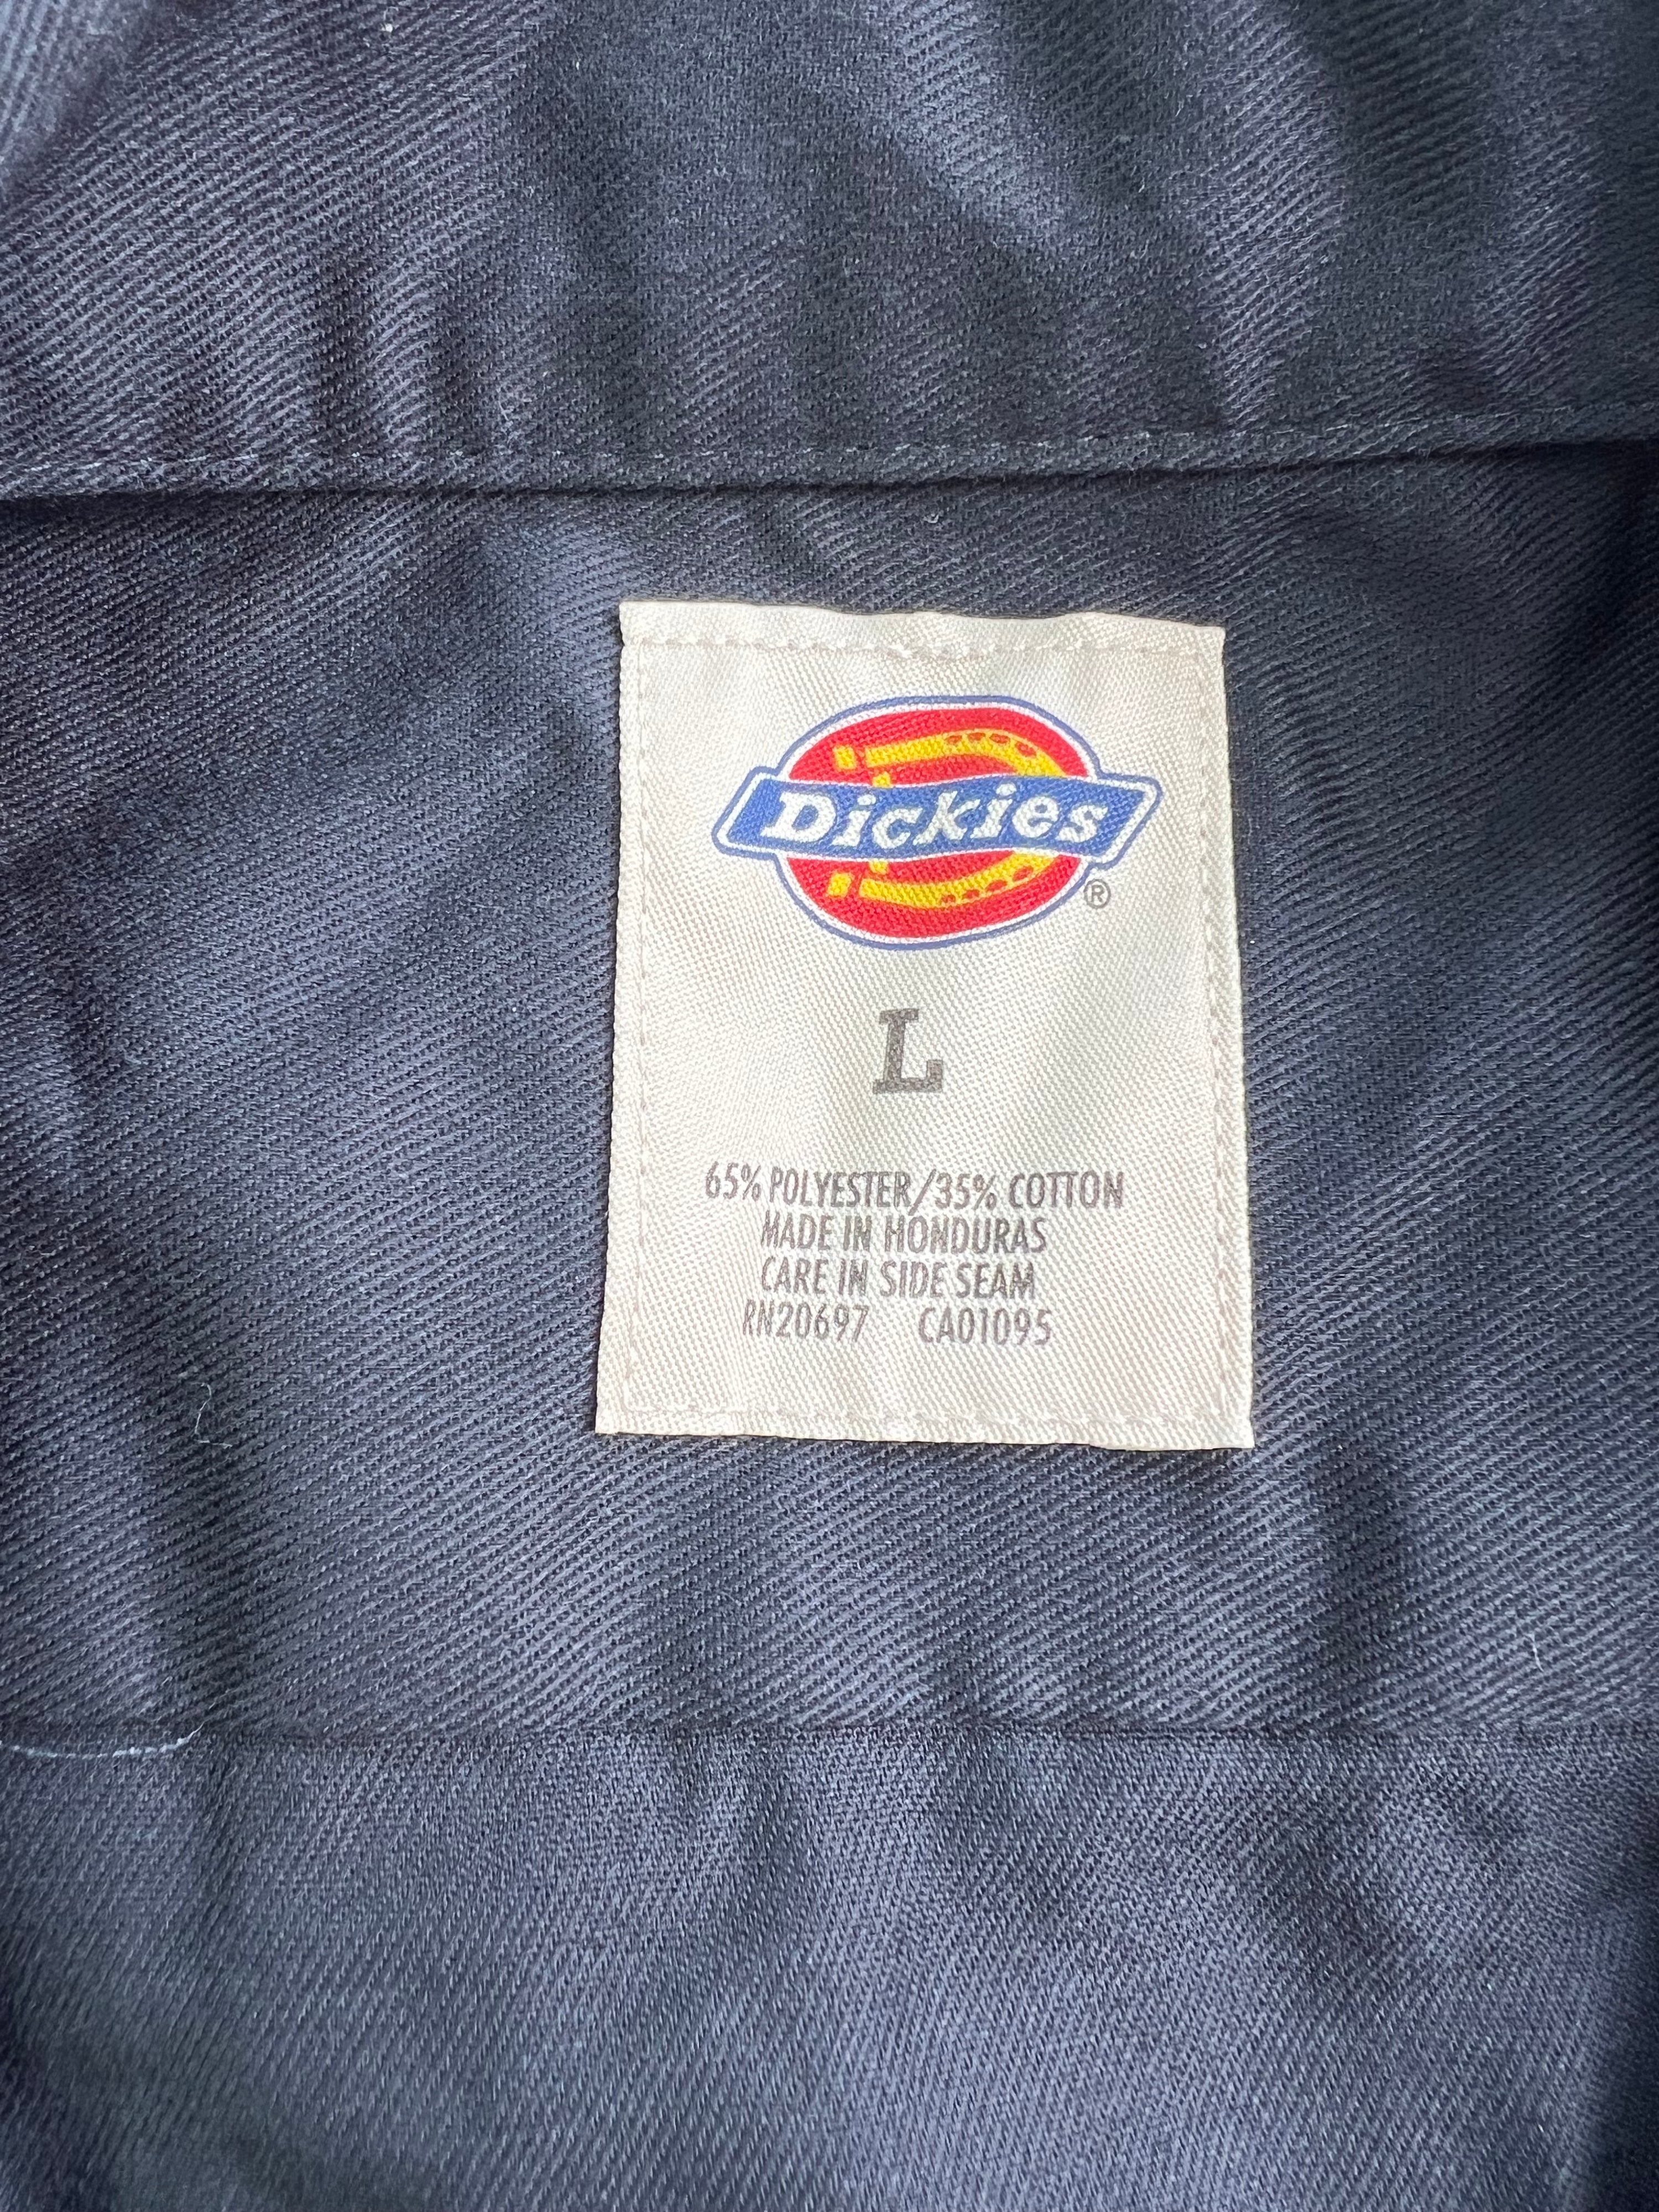 Dickies
®
L
65% POLYESTER/35% COTTON
MADE IN HONDURAS
CARE IN SIDE SEAM
RN20697 CA01095